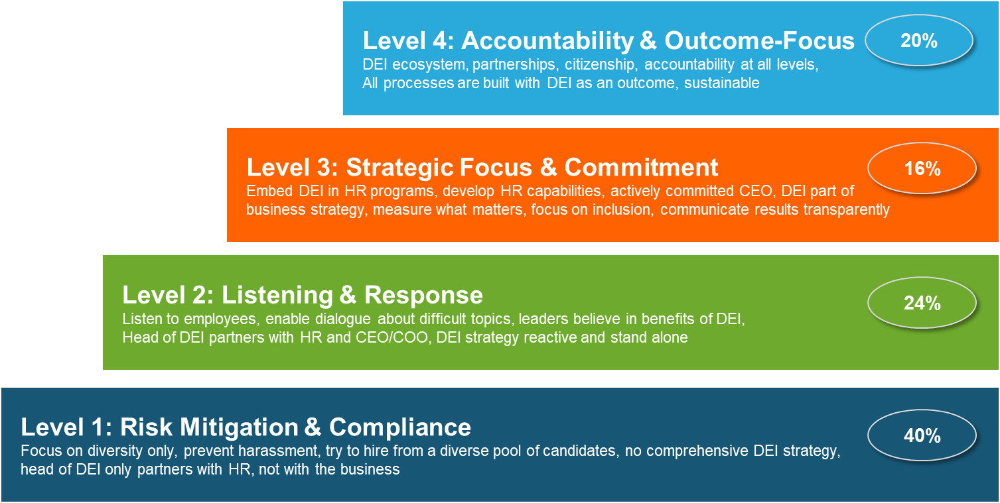 Level 4: Accountability & Outcome-Focus
20%
DEI ecosystem, partnerships, citizenship, accountability at all levels,
All processes are built with DEI as an outcome, sustainable
Level 3: Strategic Focus & Commitment
16%
Embed DEI in HR programs, develop HR capabilities, actively committed CEO, DEI part of
business strategy, measure what matters, focus on inclusion, communicate results transparently
Level 2: Listening & Response
24%
Listen to employees, enable dialogue about difficult topics, leaders believe in benefits of DEI,
Head of DEI partners with HR and CEO/COO, DEI strategy reactive and stand alone
Level 1: Risk Mitigation & Compliance
40%
Focus on diversity only, prevent harassment, try to hire from a diverse pool of candidates, no comprehensive DEI strategy,
head of DEI only partners with HR, not with the business